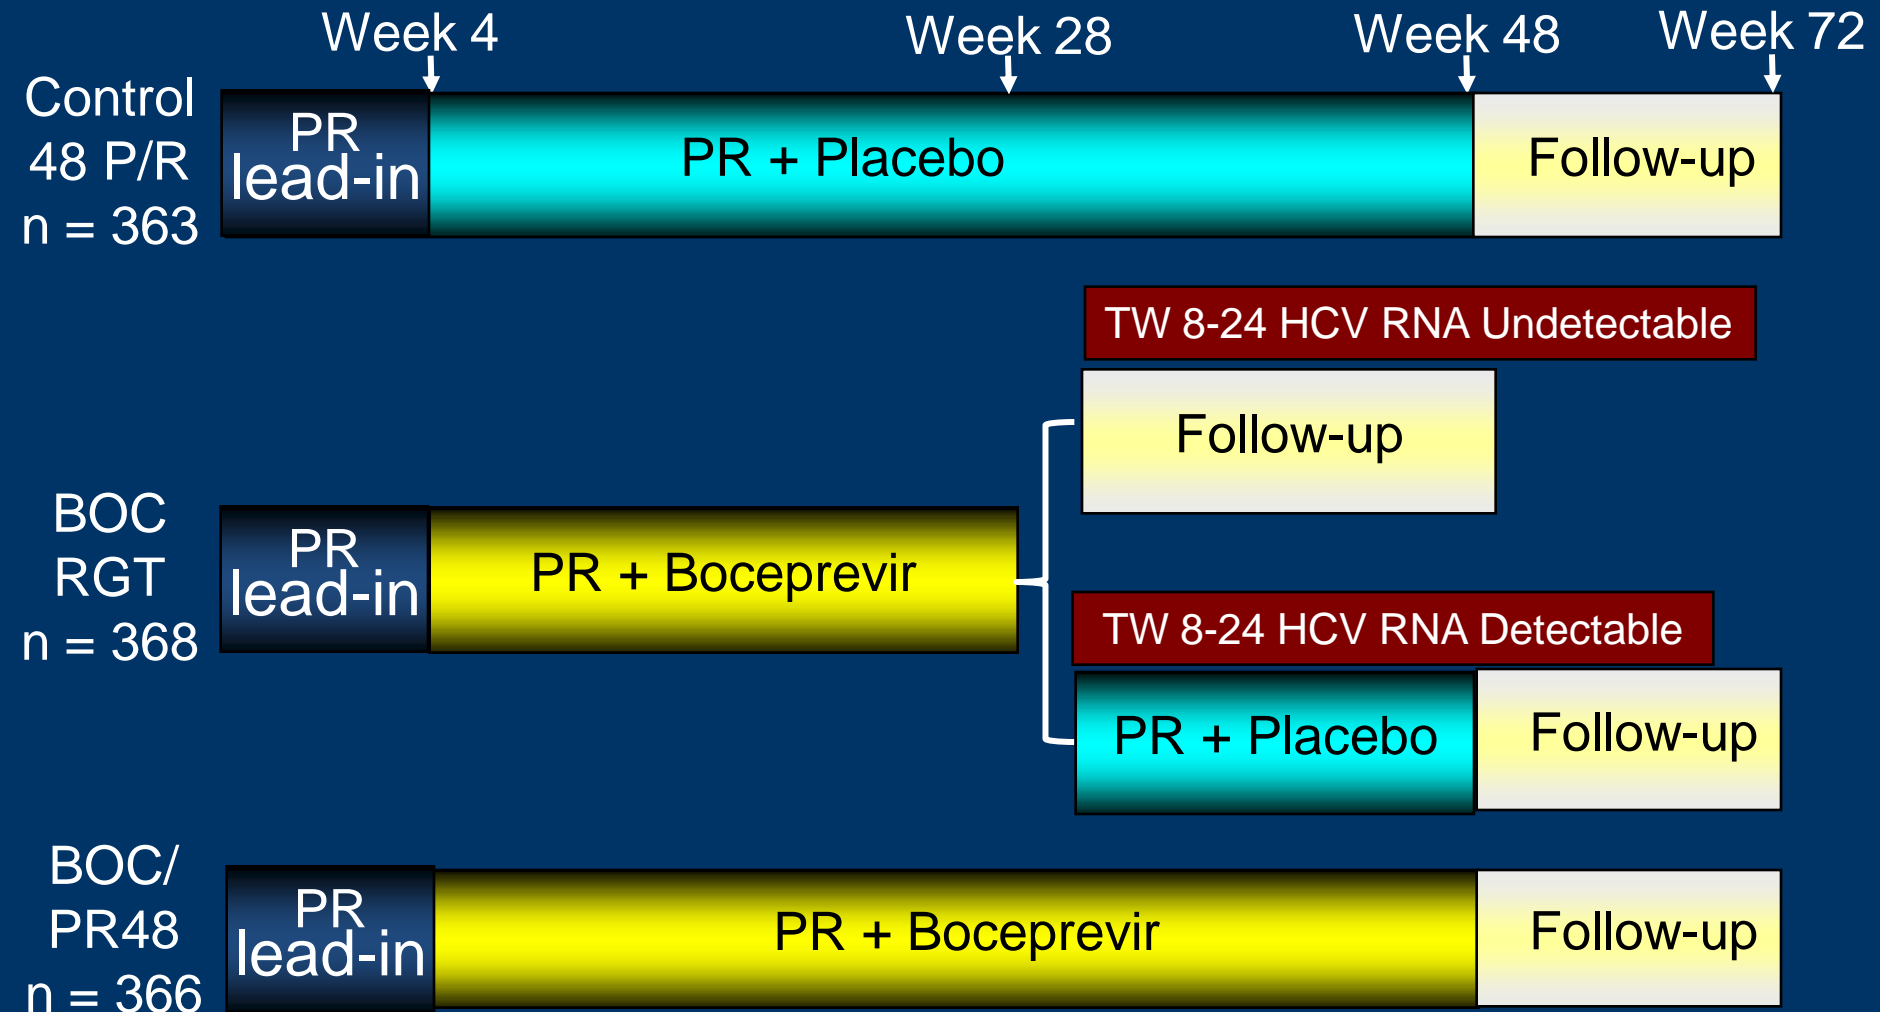 Week 4
Week 28
Week 48
Week 72
Control
48 P/R
n = 363
PR
lead-in
PR + Placebo
Follow-up
TW 8-24 HCV RNA Undetectable
Follow-up
BOC
RGT
n = 368
PR
lead-in
PR + Boceprevir
TW 8-24 HCV RNA Detectable
PR + Placebo
Follow-up
BOC/
PR48
n = 366
PR
lead-in
PR + Boceprevir
Follow-up